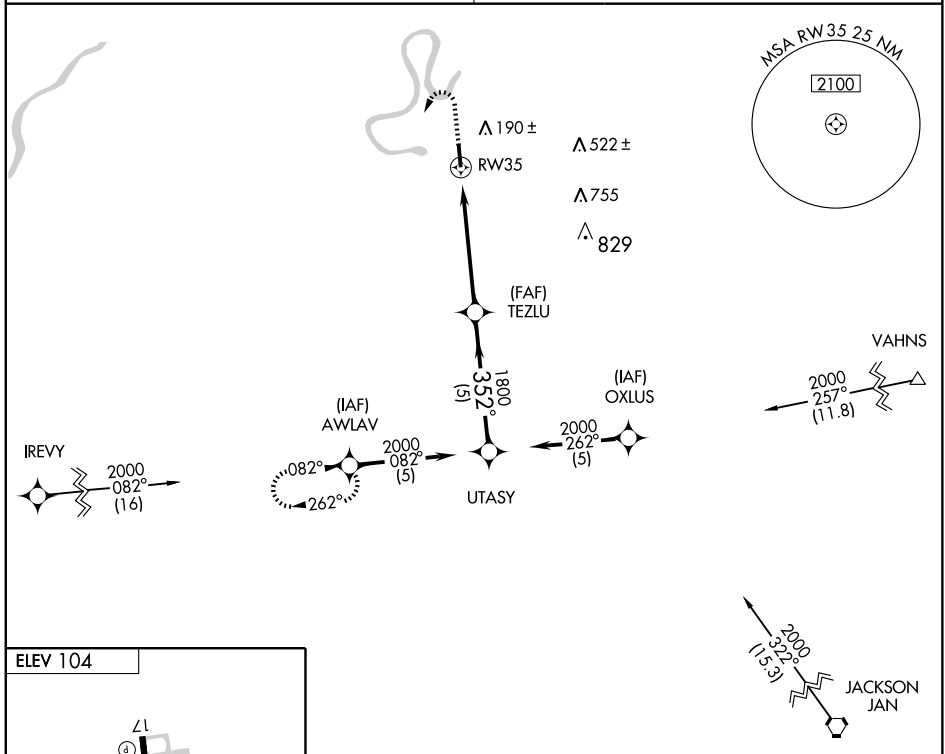 MSA RW35 25 NM
2100
190 ±
522 ±
RW35
755
829
(FAF)
TEZLU
VAHNS
1800
352°
(5)
(IAF)
OXLUS
2000
257°
(11.8)
(IAF)
AWLAV
2000
262°
(5)
IREVY
2000
082°
(5)
082°
2000
082°
(16)
262°
UTASY
2000
322°
(15.3)
ELEV 104
JACKSON
JAN
17
P